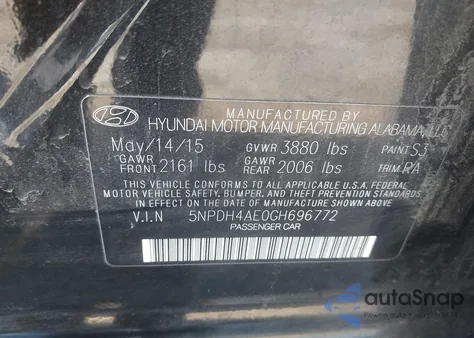 MANUFACTURED BY
HYUNDAI MOTOR MANUFACTURING ALABAMA, LLC
May/14/15 GVWR 3880 lbs PAINT S3
GAWR FRONT 2161 lbs GAWR REAR 2006 lbs TRIM RA
THIS VEHICLE CONFORMS TO ALL APPLICABLE FEDERAL
MOTOR VEHICLE SAFETY, BUMPER, AND THEFT PREVENTION
STANDARDS IN EFFECT ON THE DATE OF MANUFACTURE
SHOWN ABOVE.
V.I.N 5NPDH4AE0GH696772
PASSENGER CAR
autoSnap